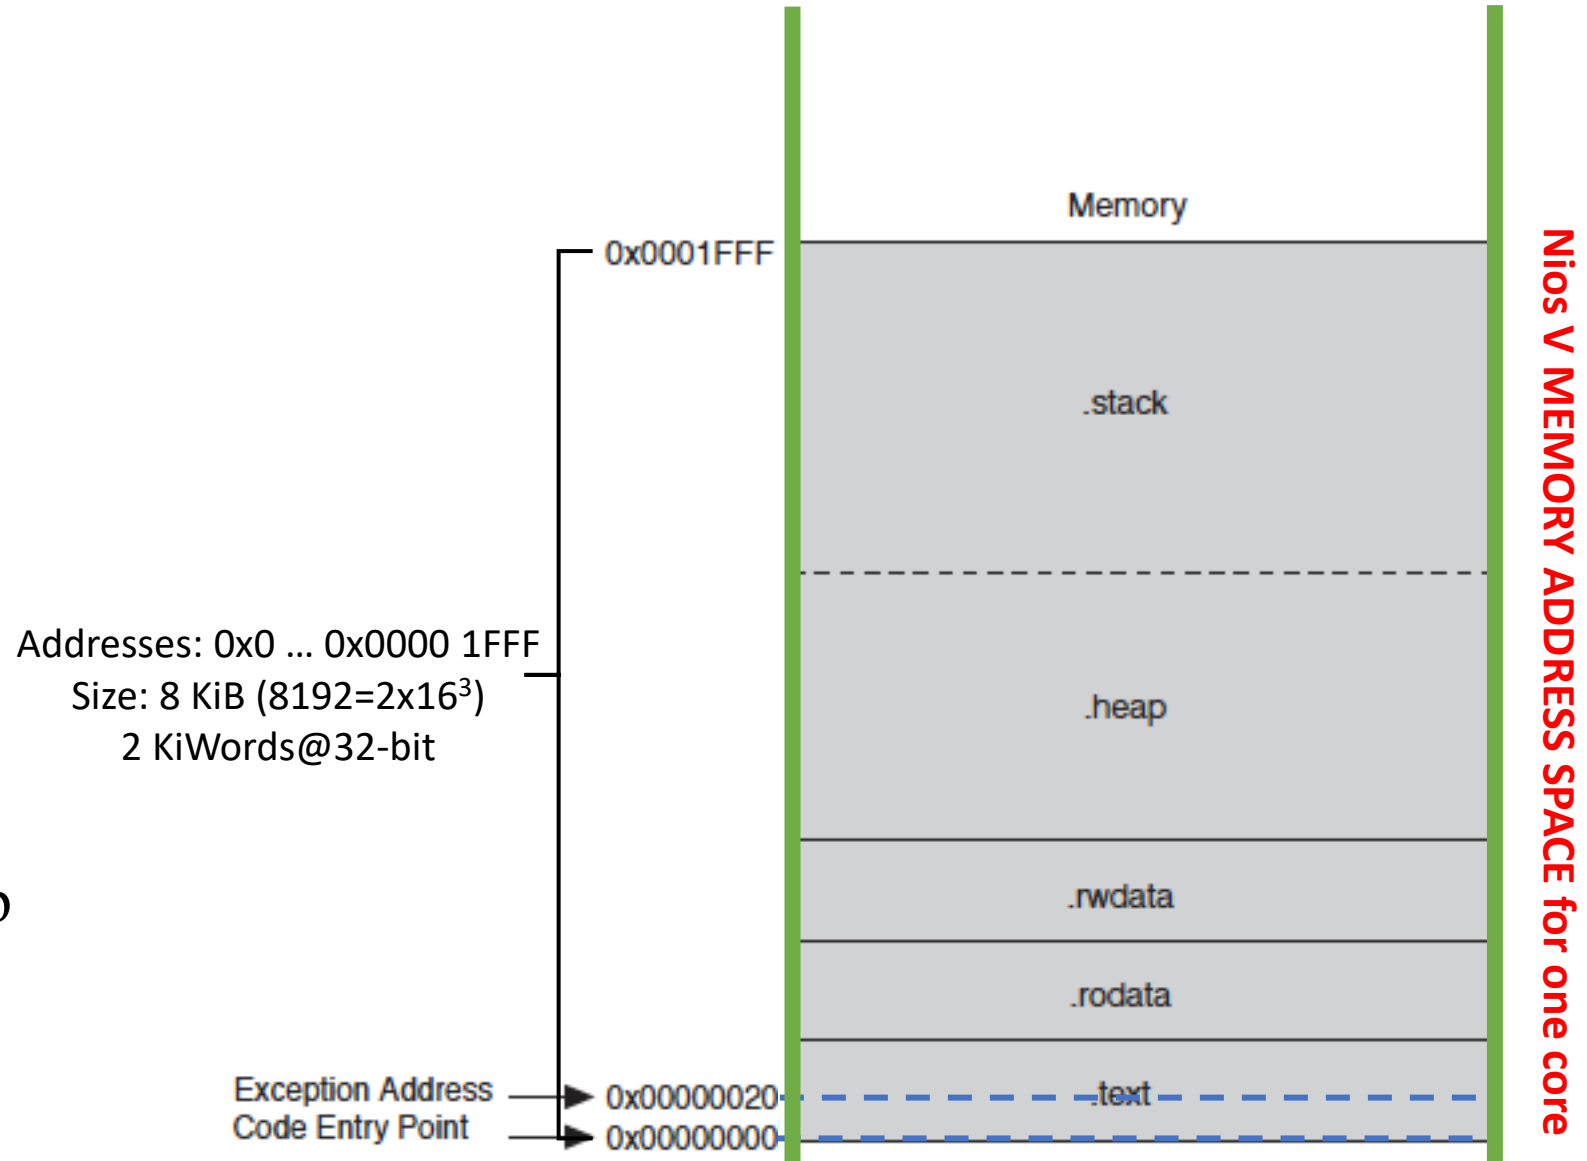 Memory
0x0001FFF
.stack
Addresses: 0x0 … 0x0000 1FFF
Size: 8 KiB (8192=2x16³)
2 KiWords@32-bit
.heap
.rwdata
.rodata
.text
Exception Address
0x00000020
Code Entry Point
0x00000000
Nios V MEMORY ADDRESS SPACE for one core